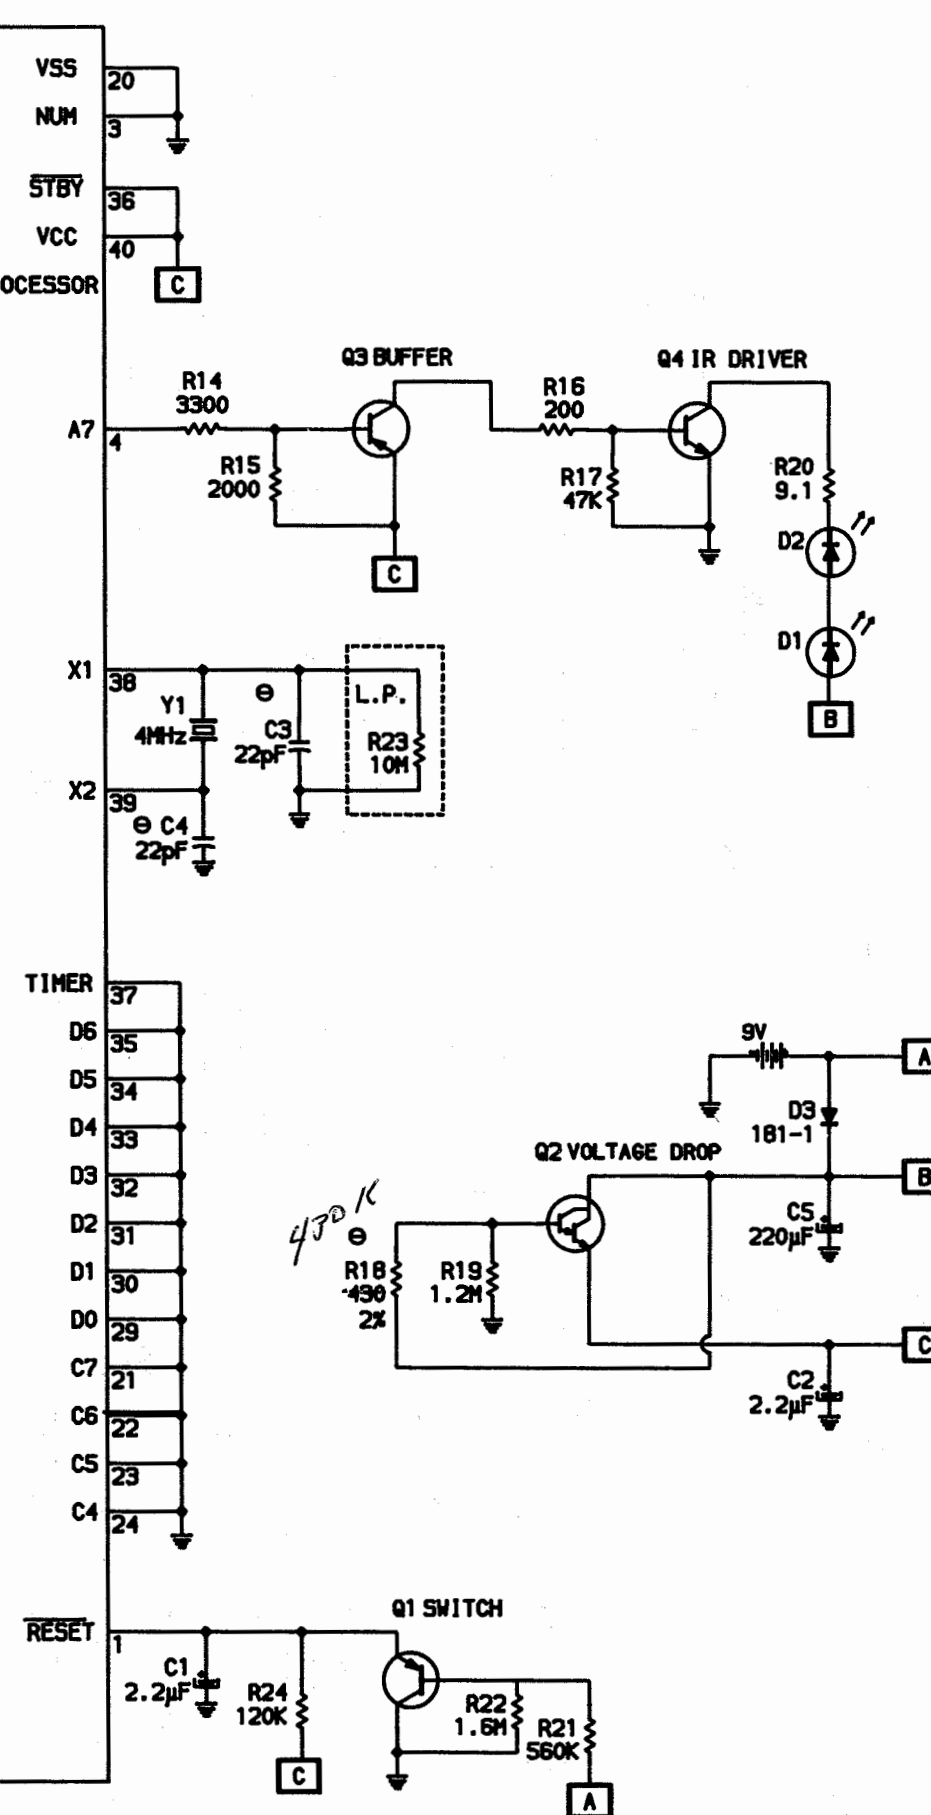 VSS
20
NUM
3
STBY
36
VCC
40
OCESSOR
C
Q3 BUFFER
Q4 IR DRIVER
R14
3300
R16
200
A7
4
R15
2000
R17
47K
R20
9.1
D2
C
D1
B
X1
38
Y1
4MHz
⊖
C3
22pF
L.P.
R23
10M
X2
39
⊖ C4
22pF
TIMER
37
D6
35
D5
34
D4
33
D3
32
D2
31
D1
30
D0
29
C7
21
C6
22
C5
23
C4
24
9V
A
D3
181-1
Q2 VOLTAGE DROP
B
430K
⊖
R18
430
2%
R19
1.2M
C5
220µF
C
C2
2.2µF
Q1 SWITCH
RESET
1
C1
2.2µF
R24
120K
R22
1.6M
R21
560K
C
A